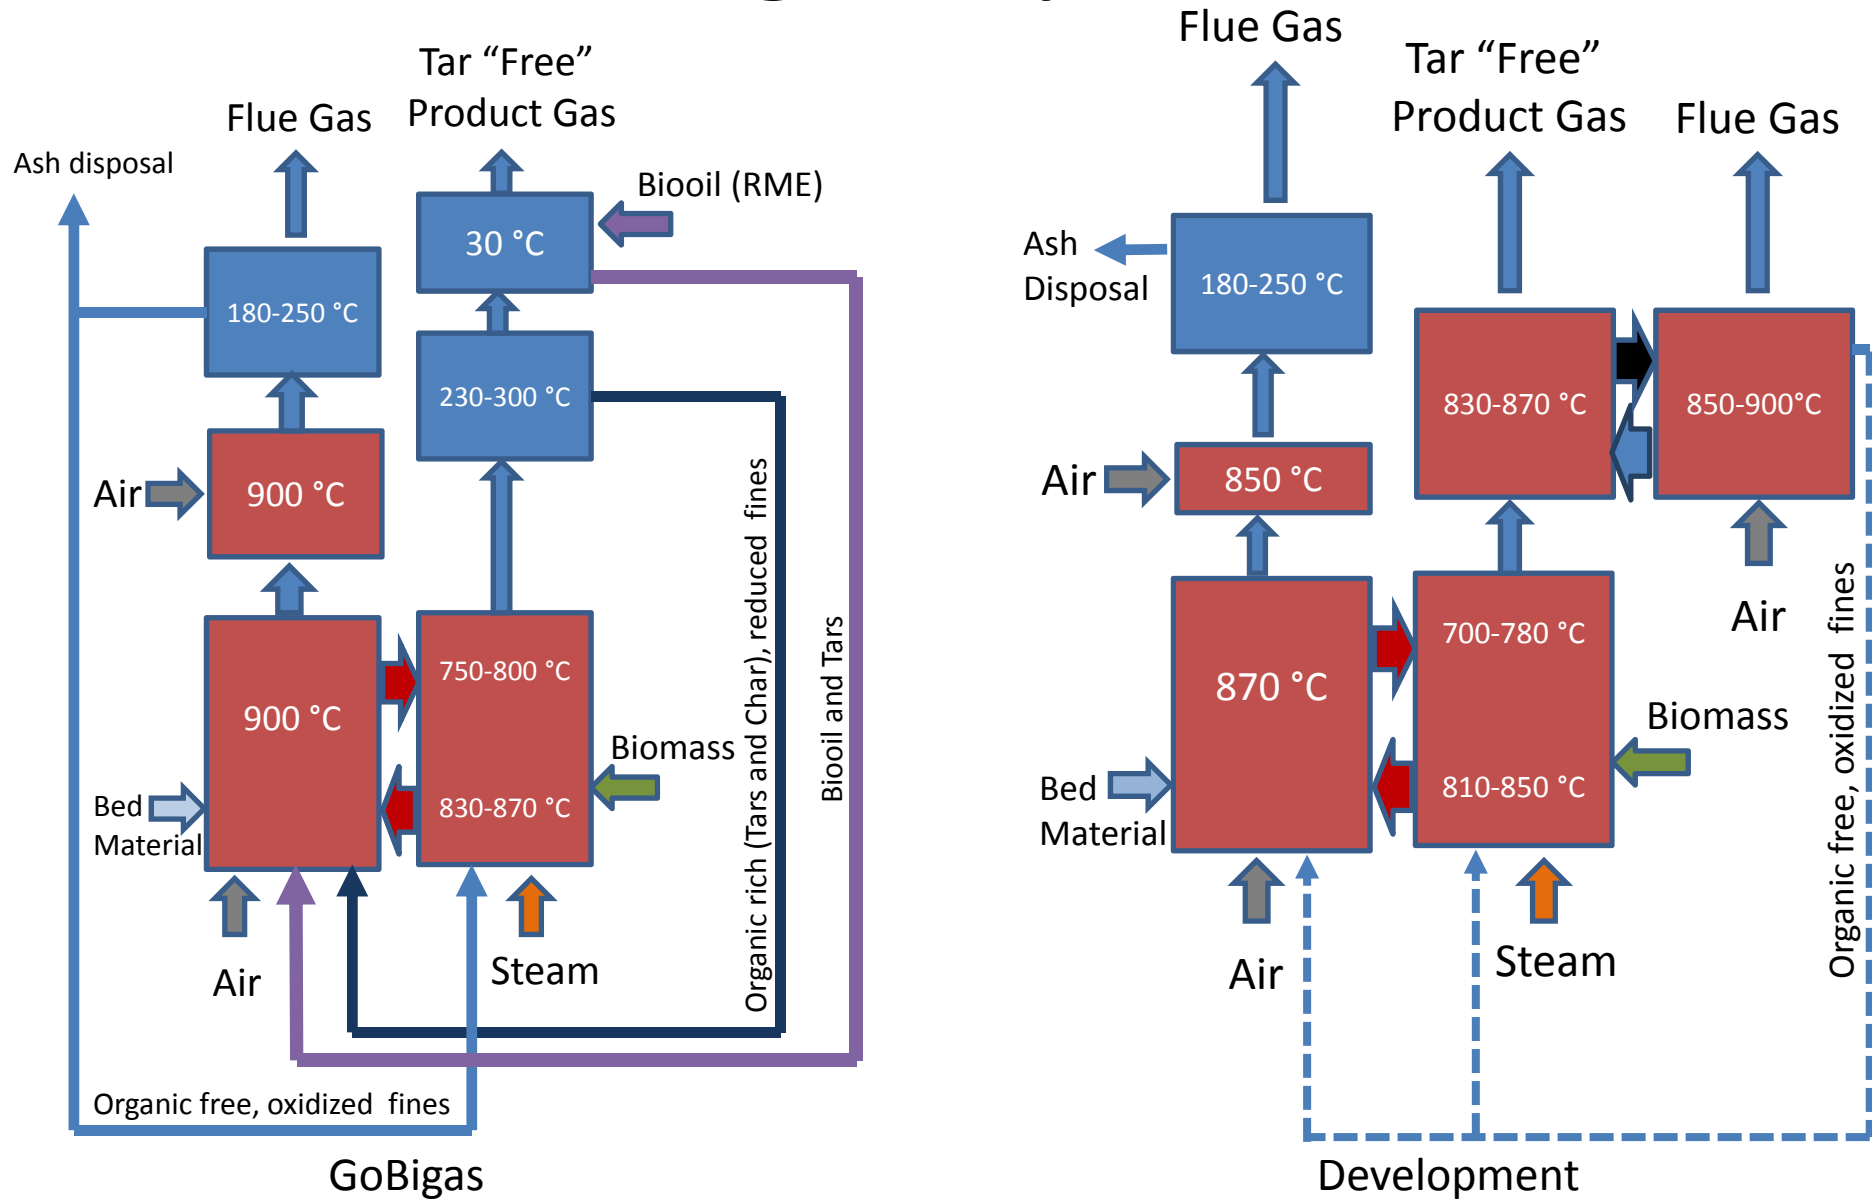 Tar “Free”
Product Gas
Flue Gas
Ash disposal
Biooil (RME)
30 °C
180-250 °C
230-300 °C
Air
900 °C
750-800 °C
900 °C
Biomass
830-870 °C
Bed
Material
Air
Steam
Organic rich (Tars and Char), reduced fines
Biooil and Tars
Organic free, oxidized fines
GoBigas
Flue Gas
Tar “Free”
Product Gas
Flue Gas
Ash
Disposal
180-250 °C
830-870 °C
850-900°C
Air
850 °C
Air
700-780 °C
870 °C
Biomass
810-850 °C
Bed
Material
Air
Steam
Organic free, oxidized fines
Development